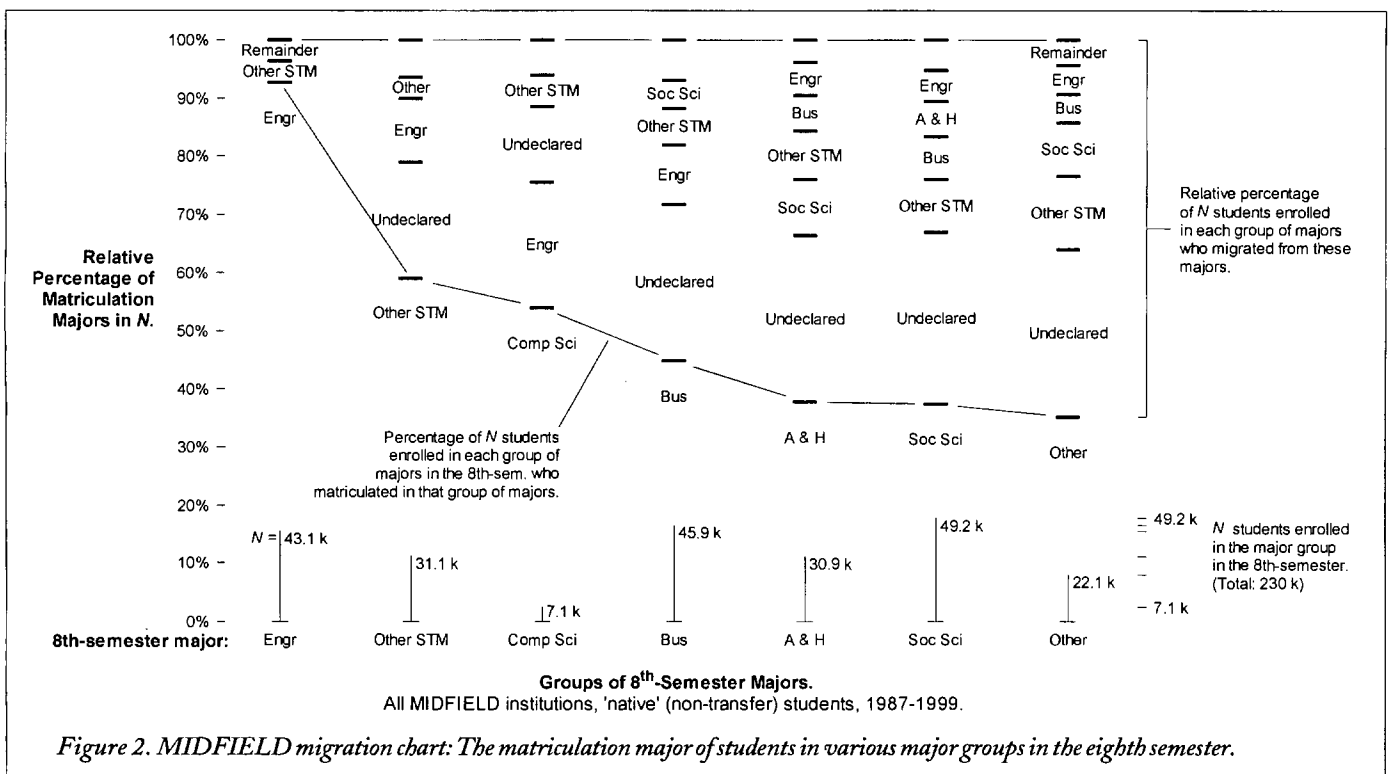 100%
90%
80%
70%
60%
50%
40%
30%
20%
10%
0%
Relative
Percentage of
Matriculation
Majors in N.
Remainder
Other STM
Engr
Other
Engr
Undeclared
Other STM
Other STM
Undeclared
Engr
Comp Sci
Soc Sci
Other STM
Engr
Undeclared
Bus
Engr
Bus
Other STM
Soc Sci
Undeclared
A & H
Engr
A & H
Bus
Other STM
Undeclared
Soc Sci
Remainder
Engr
Bus
Soc Sci
Other STM
Undeclared
Other
Relative percentage
of N students enrolled
in each group of majors
who migrated from these
majors.
Percentage of N students
enrolled in each group of
majors in the 8th-sem. who
matriculated in that group of majors.
N = 43.1 k
31.1 k
7.1 k
45.9 k
30.9 k
49.2 k
22.1 k
49.2 k
7.1 k
N students enrolled
in the major group
in the 8th-semester.
(Total: 230 k)
8th-semester major: Engr Other STM Comp Sci Bus A & H Soc Sci Other
Groups of 8th-Semester Majors.
All MIDFIELD institutions, 'native' (non-transfer) students, 1987-1999.
Figure 2. MIDFIELD migration chart: The matriculation major of students in various major groups in the eighth semester.